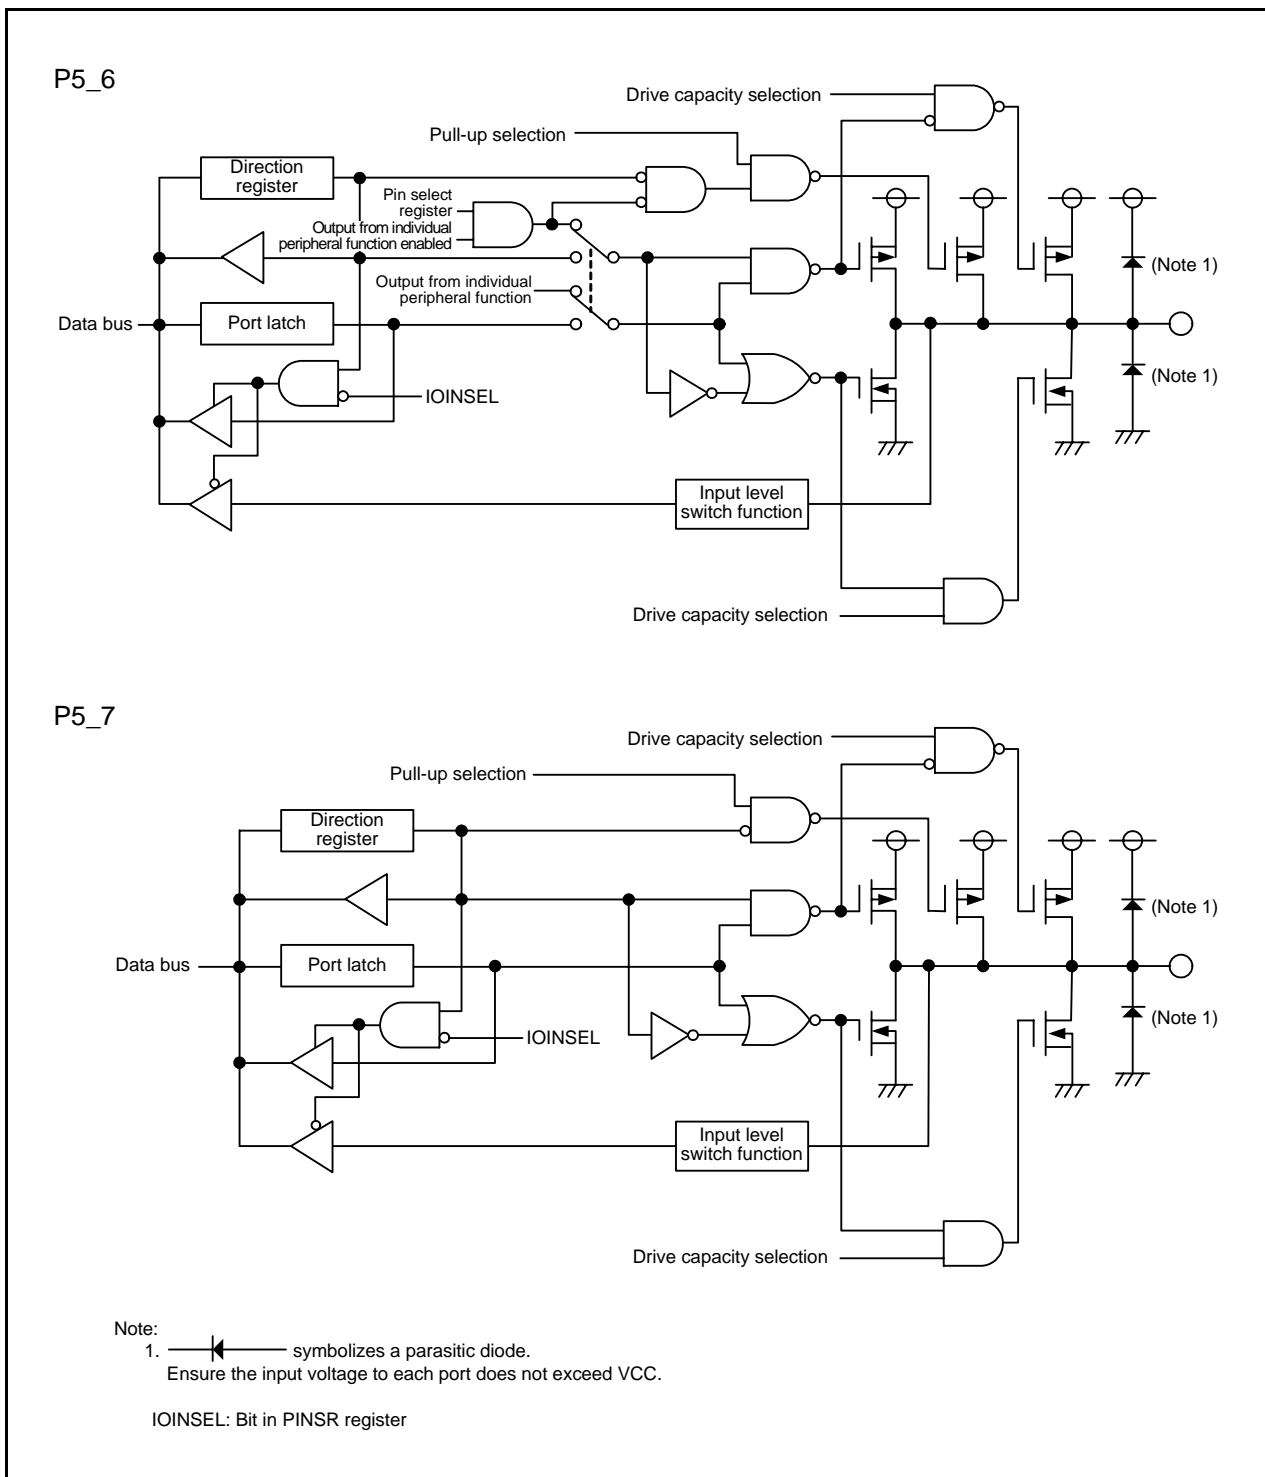 P5_6
Drive capacity selection
Pull-up selection
Direction
register
Pin select
register
Output from individual
peripheral function enabled
Output from individual
peripheral function
(Note 1)
Data bus
Port latch
(Note 1)
IOINSEL
Input level
switch function
Drive capacity selection
P5_7
Drive capacity selection
Pull-up selection
Direction
register
(Note 1)
Data bus
Port latch
(Note 1)
IOINSEL
Input level
switch function
Drive capacity selection
Note:
1. symbolizes a parasitic diode.
Ensure the input voltage to each port does not exceed VCC.
IOINSEL: Bit in PINSR register